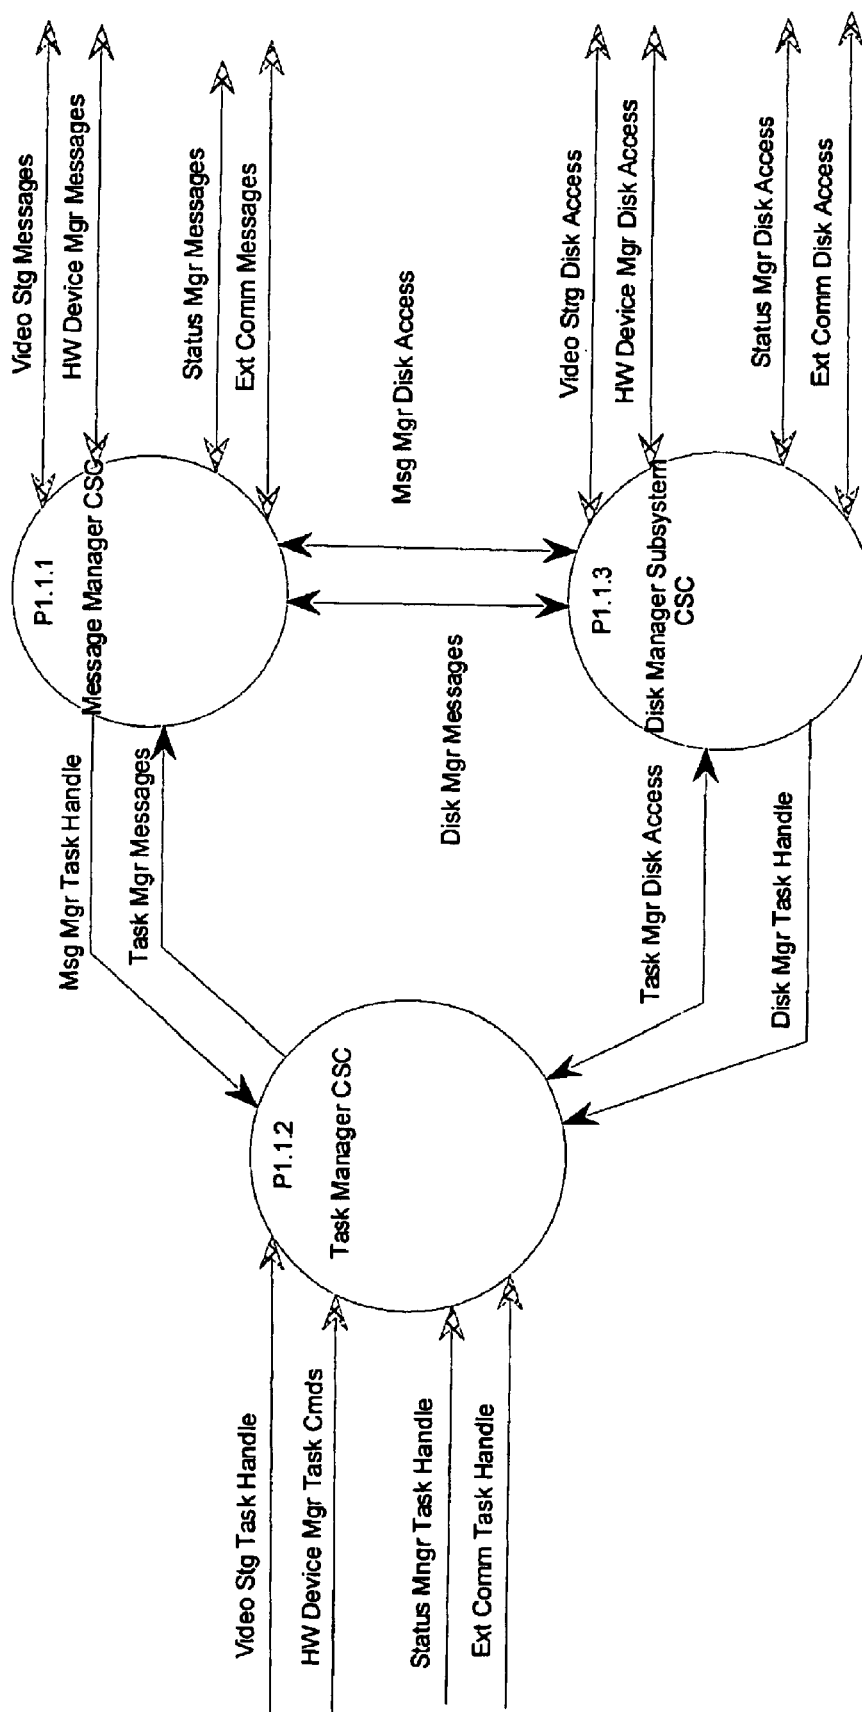 Video Stg Messages
HW Device Mgr Messages
Status Mgr Messages
Ext Comm Messages
P1.1.1
Message Manager CSC
Msg Mgr Task Handle
Task Mgr Messages
Msg Mgr Disk Access
Disk Mgr Messages
P1.1.2
Task Manager CSC
Video Stg Task Handle
HW Device Mgr Task Cmds
Status Mngr Task Handle
Ext Comm Task Handle
Video Strg Disk Access
HW Device Mgr Disk Access
Status Mgr Disk Access
Ext Comm Disk Access
P1.1.3
Disk Manager Subsystem
CSC
Task Mgr Disk Access
Disk Mgr Task Handle